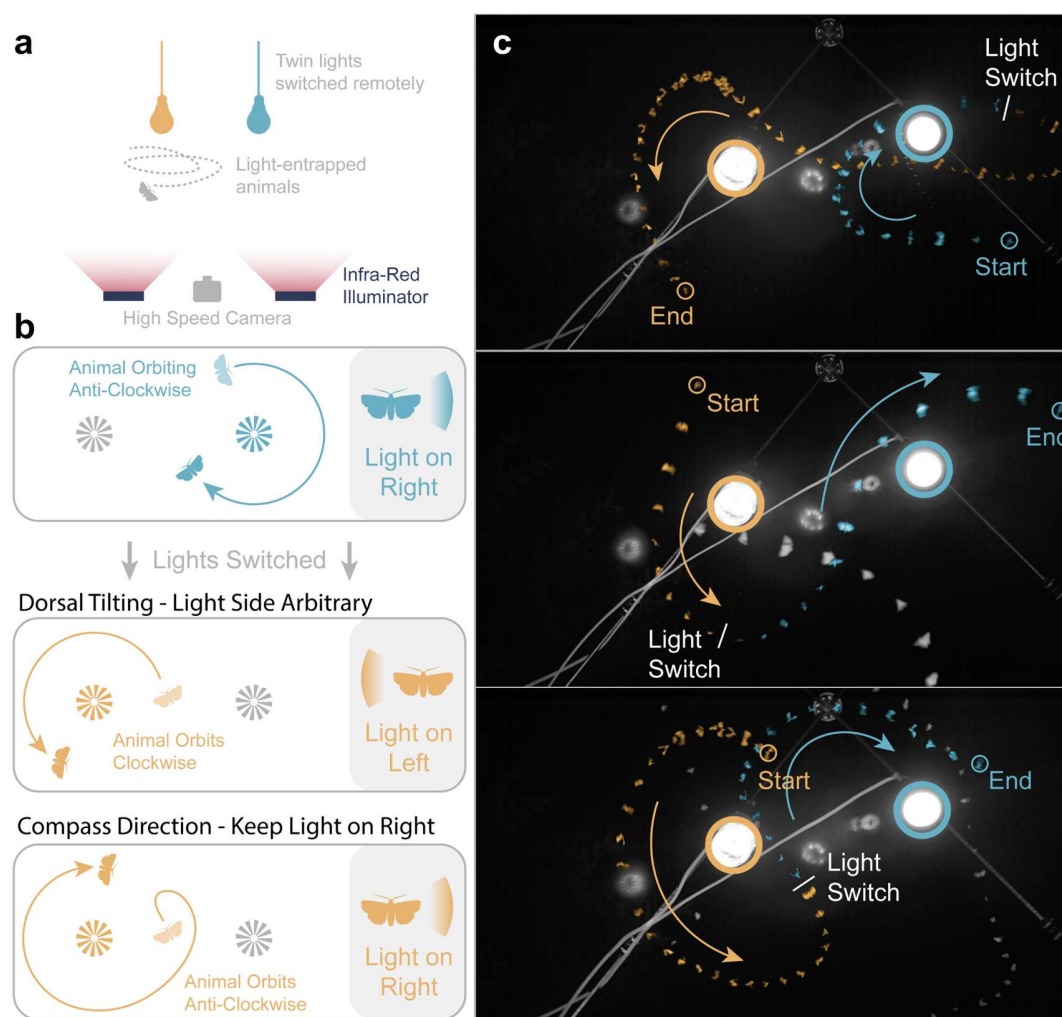 a
Twin lights
switched remotely
Light-entrapped
animals
Infra-Red
Illuminator
High Speed Camera
b
Animal Orbiting
Anti-Clockwise
Light on
Right
Lights Switched
Dorsal Tilting - Light Side Arbitrary
Animal Orbits
Clockwise
Light on
Left
Compass Direction - Keep Light on Right
Animal Orbits
Anti-Clockwise
Light on
Right
c
Light
Switch
Start
End
Start
End
Light
Switch
Start
End
Light
Switch